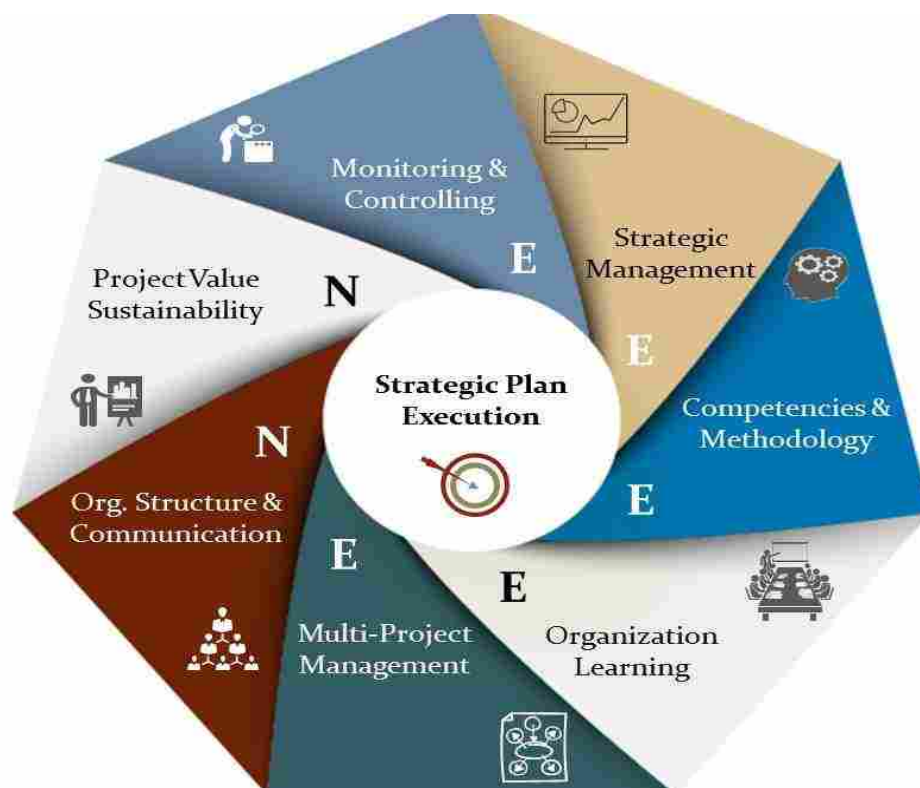 Monitoring &
Controlling
E
Strategic
Management
E
Competencies &
Methodology
E
Organization
Learning
E
Multi-Project
Management
E
Org. Structure &
Communication
N
Project Value
Sustainability
N
Strategic Plan
Execution